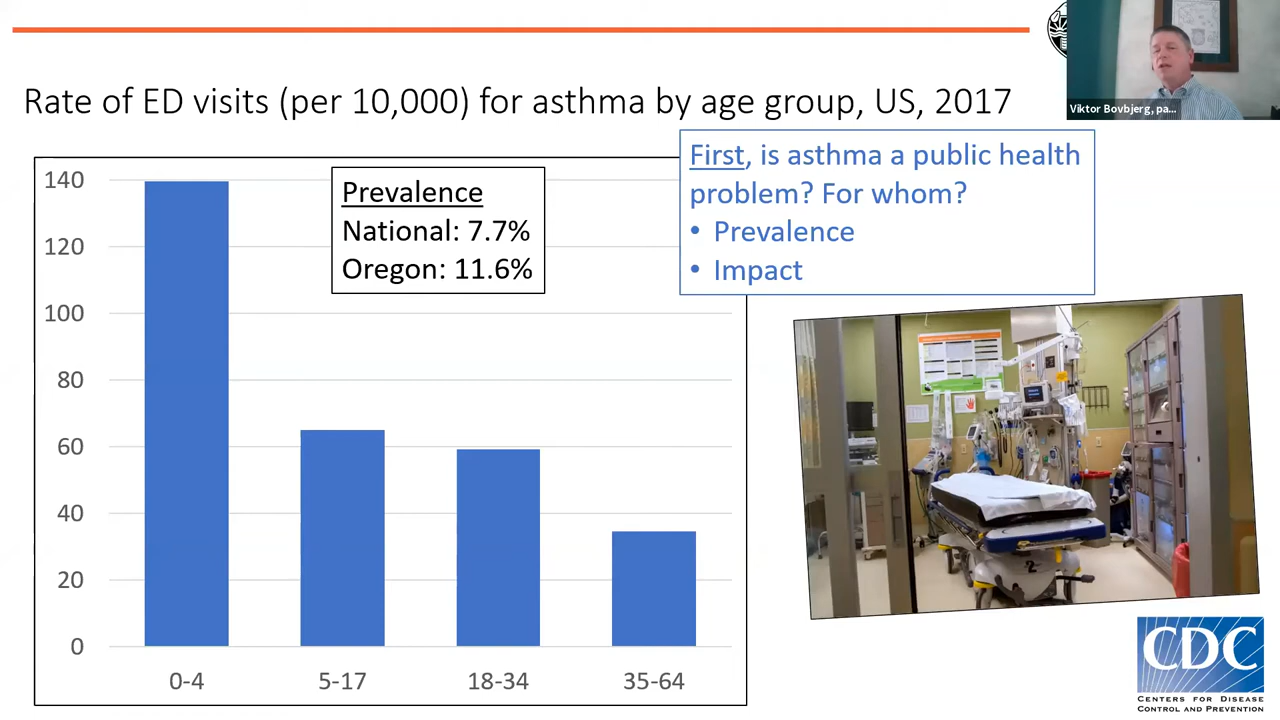 Viktor Bovbjerg, pa...
Rate of ED visits (per 10,000) for asthma by age group, US, 2017
First, is asthma a public health
problem? For whom?
• Prevalence
• Impact
Prevalence
National: 7.7%
Oregon: 11.6%
140
120
100
80
60
40
20
0
0-4
5-17
18-34
35-64
2
CDC
CENTERS FOR DISEASE
CONTROL AND PREVENTION